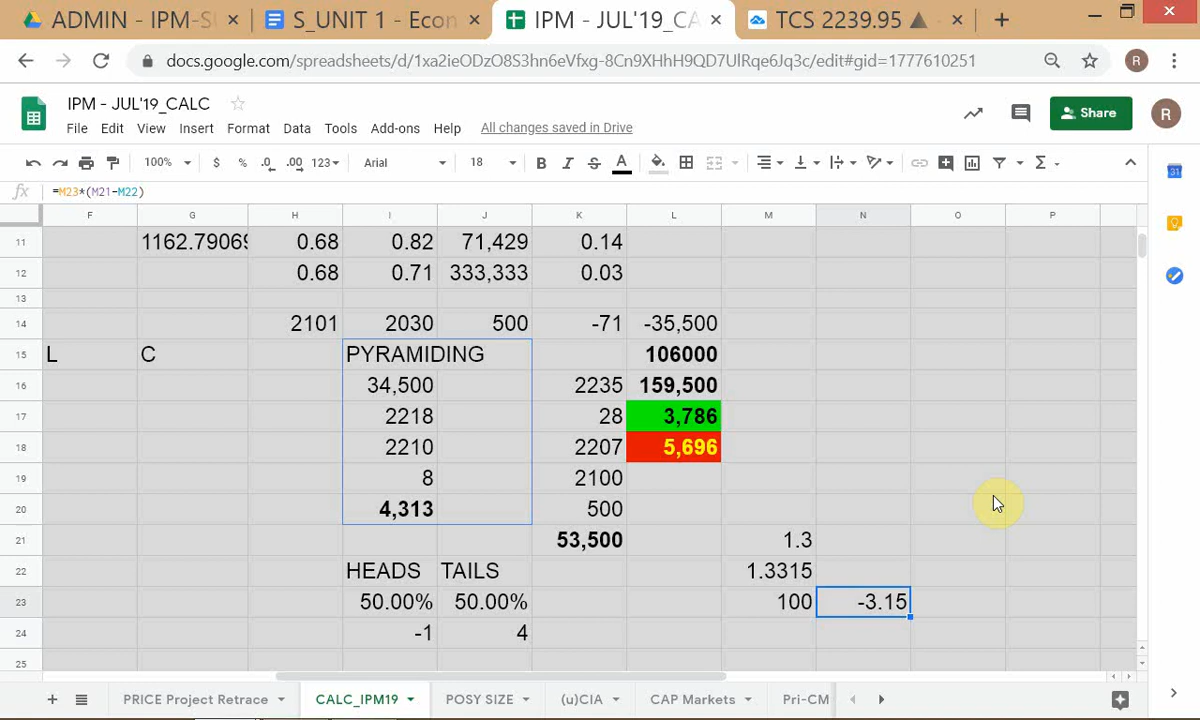 ADMIN - IPM-S
S_UNIT 1 - Econ
IPM - JUL'19_CA
TCS 2239.95
docs.google.com/spreadsheets/d/1xa2ieODzO8S3hn6eVfxg-8Cn9XHhH9QD7UlRqe6Jq3c/edit#gid=1777610251
R
IPM - JUL'19_CALC
File Edit View Insert Format Data Tools Add-ons Help All changes saved in Drive
Share
R
100% $ % .0 .00 123 Arial 18 B I S A
31
fx =M23*(M21-M22)
F G H I J K L M N O P
11 1162.79069 0.68 0.82 71,429 0.14
12 0.68 0.71 333,333 0.03
13
14 2101 2030 500 -71 -35,500
15 L C PYRAMIDING 106000
16 34,500 2235 159,500
17 2218 28 3,786
18 2210 2207 5,696
19 8 2100
20 4,313 500
21 53,500 1.3
22 HEADS TAILS 1.3315
23 50.00% 50.00% 100 -3.15
24 -1 4
25
PRICE Project Retrace CALC_IPM19 POSY SIZE (u)CIA CAP Markets Pri-CM